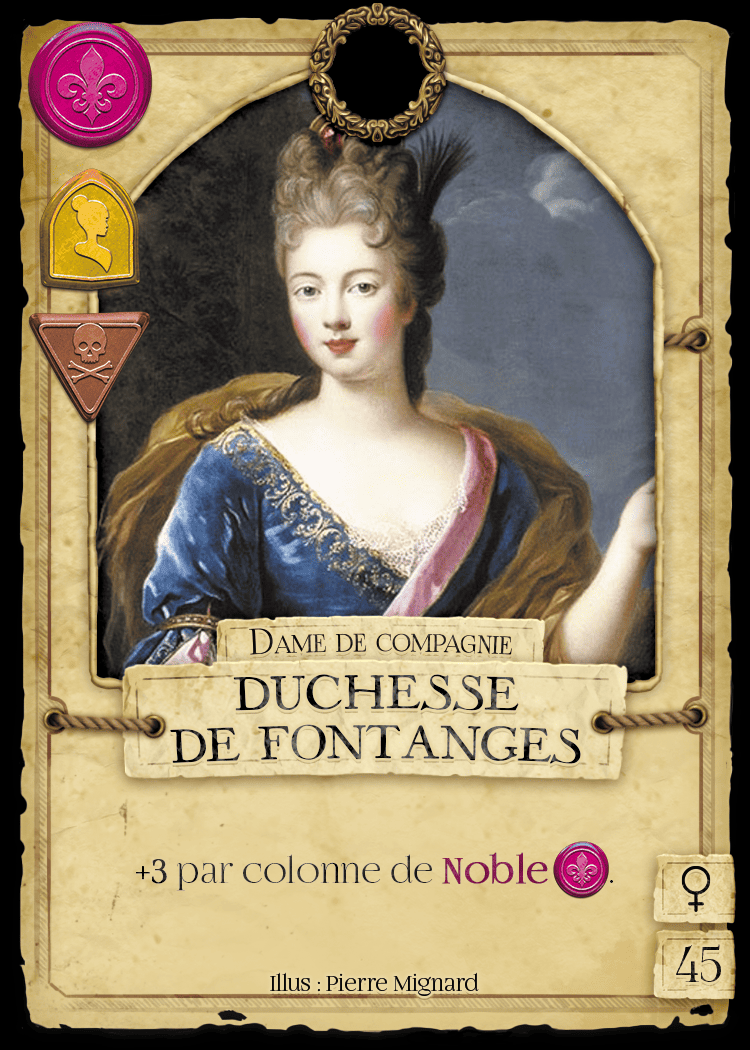 DAME DE COMPAGNIE
DUCHESSE
DE FONTANGES
+3 par colonne de Noble.
♀
45
Illus : Pierre Mignard